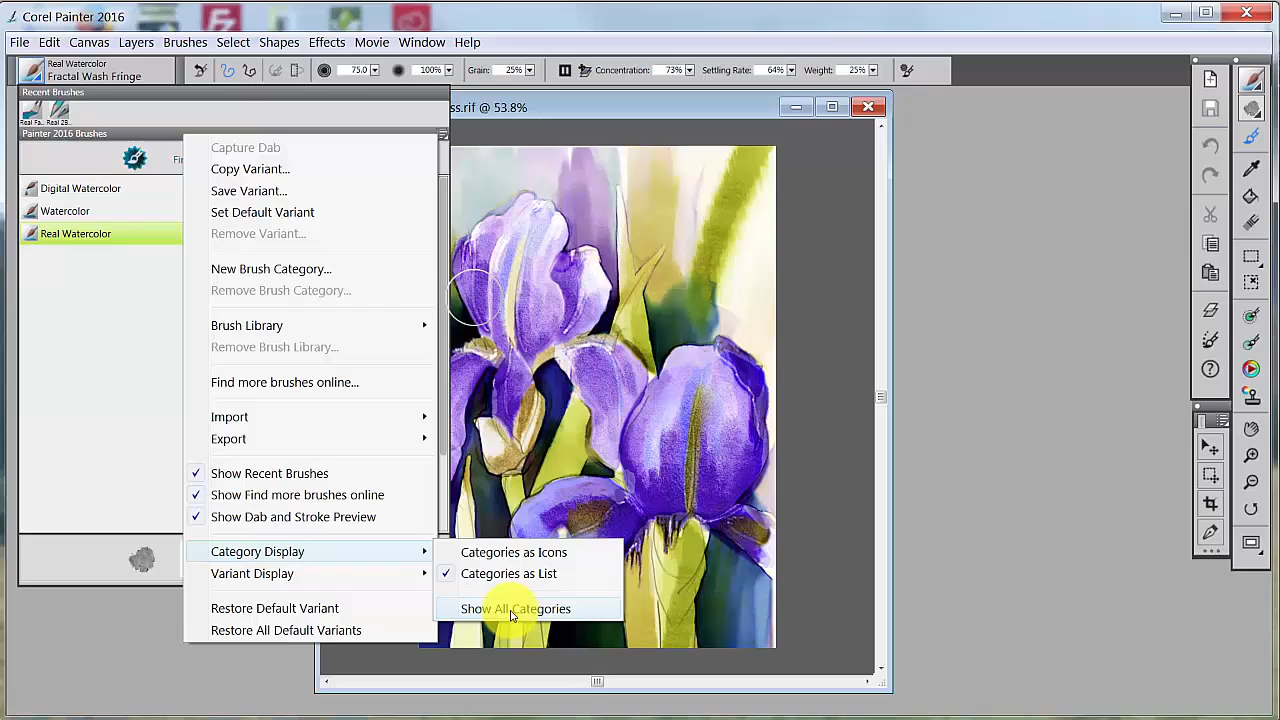 Corel Painter 2016
File Edit Canvas Layers Brushes Select Shapes Effects Movie Window Help
Real Watercolor
Fractal Wash Fringe
75.0 100% Grain: 25% Concentration: 73% Settling Rate: 64% Weight: 25%
Recent Brushes
ss.rif @ 53.8%
Painter 2016 Brushes
Digital Watercolor
Watercolor
Real Watercolor
Capture Dab
Copy Variant...
Save Variant...
Set Default Variant
Remove Variant...
New Brush Category...
Remove Brush Category...
Brush Library
Remove Brush Library...
Find more brushes online...
Import
Export
Show Recent Brushes
Show Find more brushes online
Show Dab and Stroke Preview
Category Display
Variant Display
Restore Default Variant
Restore All Default Variants
Categories as Icons
Categories as List
Show All Categories